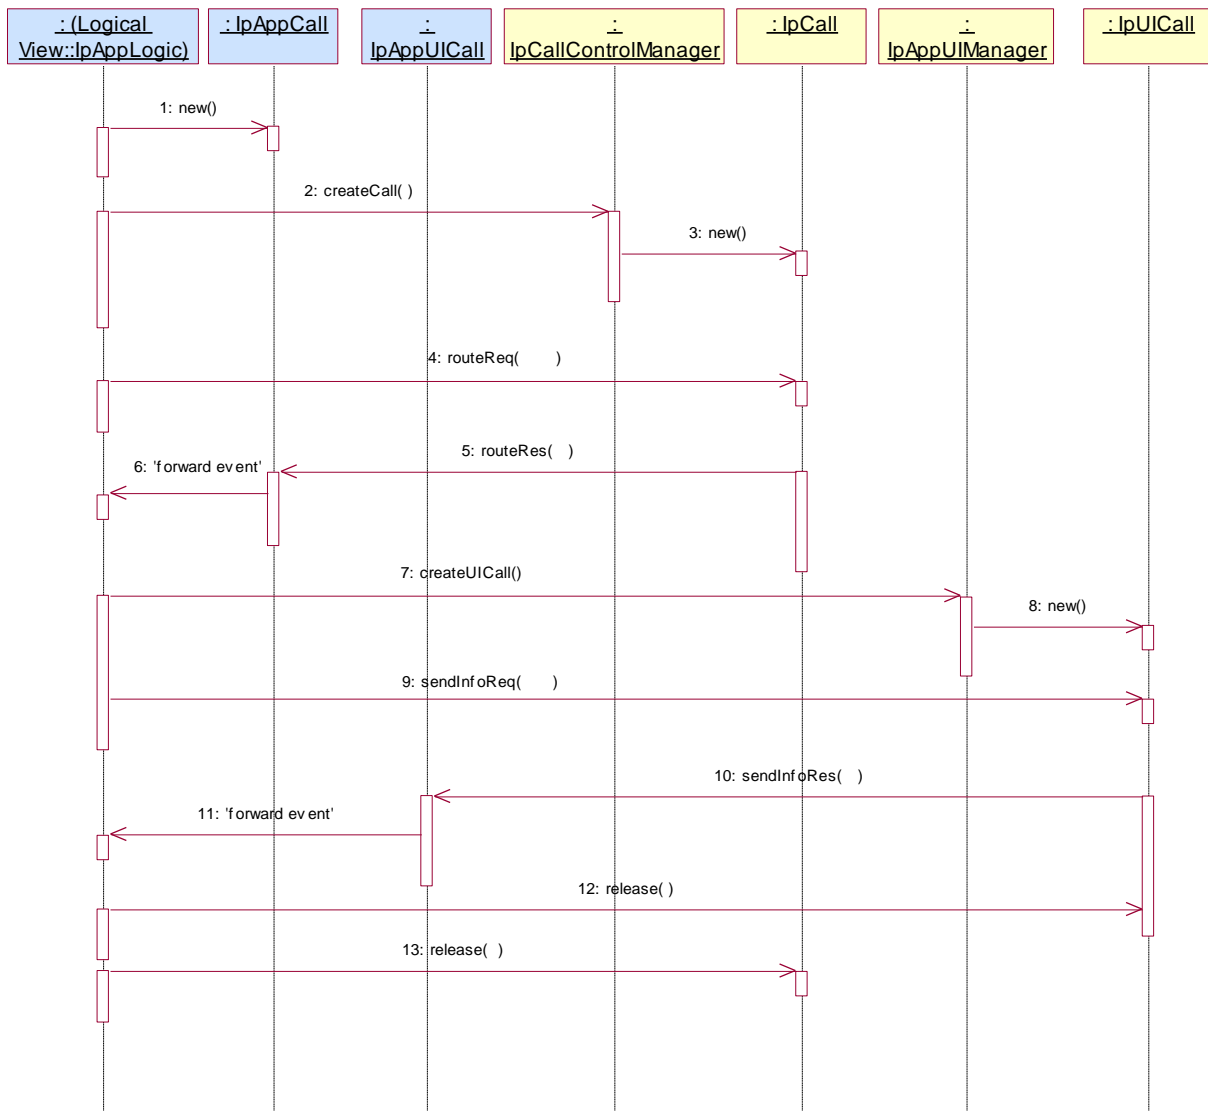 : (Logical
View::IpAppLogic)
: IpAppCall
:
IpAppUICall
:
IpCallControlManager
: IpCall
:
IpAppUIManager
: IpUICall
1: new()
2: createCall( )
3: new()
4: routeReq( )
5: routeRes( )
6: 'forward event'
7: createUICall()
8: new()
9: sendInfoReq( )
10: sendInfoRes( )
11: 'forward event'
12: release( )
13: release( )